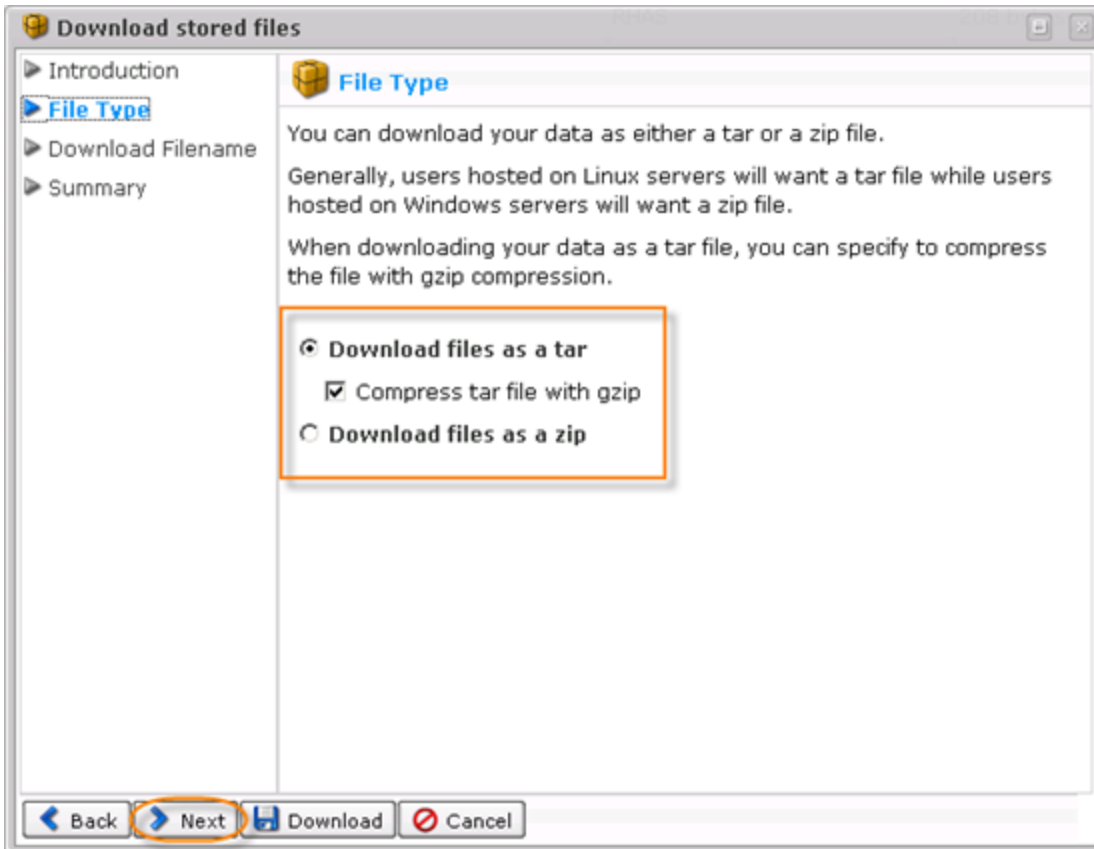 Download stored files
Introduction
File Type
Download Filename
Summary
File Type
You can download your data as either a tar or a zip file.
Generally, users hosted on Linux servers will want a tar file while users
hosted on Windows servers will want a zip file.
When downloading your data as a tar file, you can specify to compress
the file with gzip compression.
Download files as a tar
Compress tar file with gzip
Download files as a zip
Back
Next
Download
Cancel